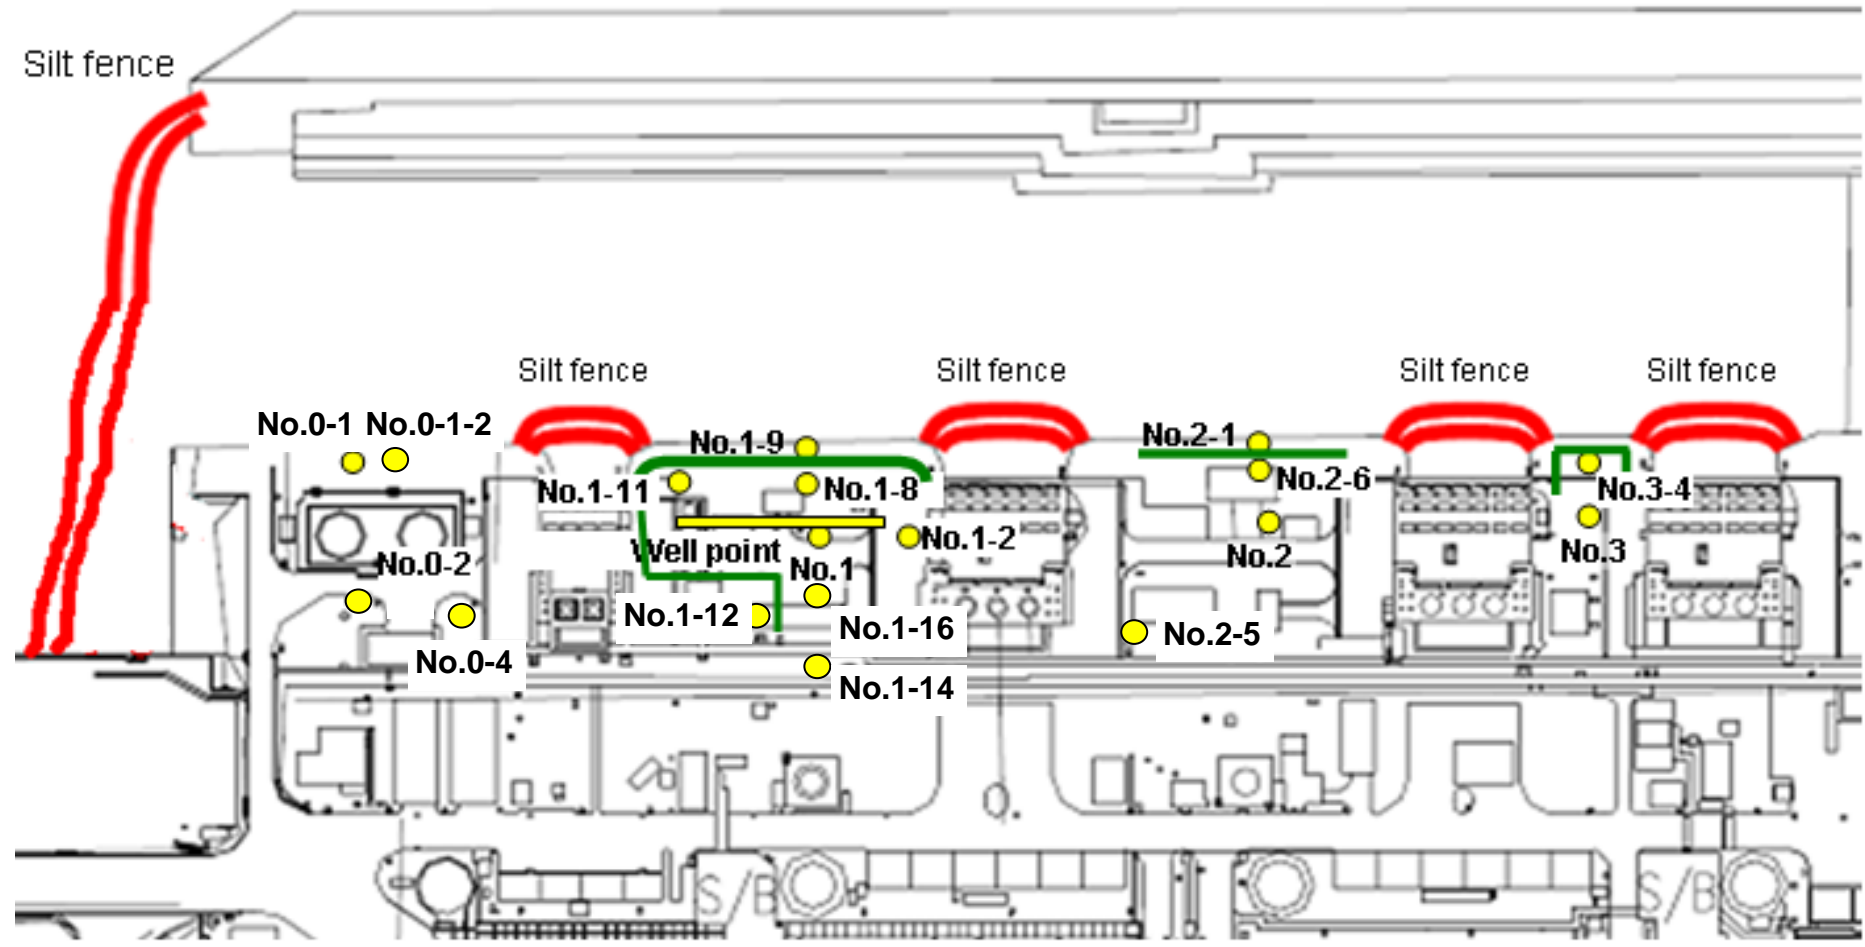 Silt fence
Silt fence
Silt fence
Silt fence
Silt fence
No.0-1 No.0-1-2
No.1-9
No.2-1
No.1-11
No.1-8
No.2-6
No.3-4
No.0-2
Well point
No.1
No.1-2
No.2
No.3
No.1-12
No.1-16
No.2-5
No.0-4
No.1-14
S/B
S/B